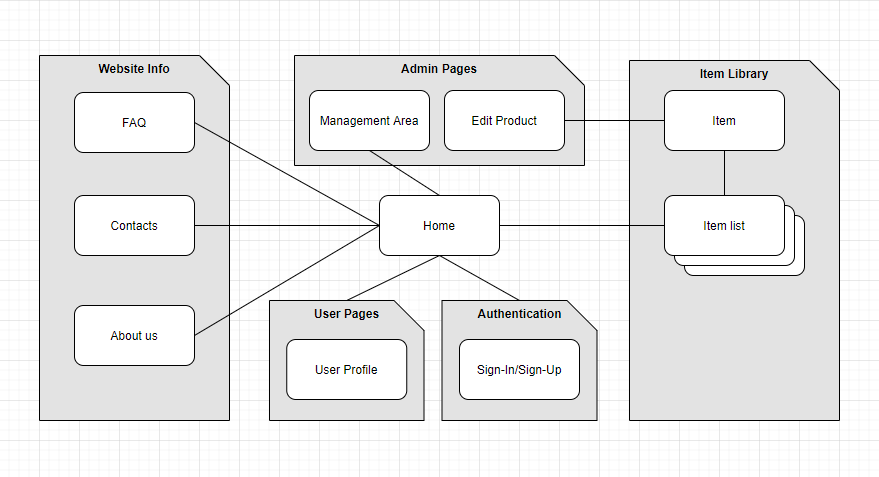 Website Info
FAQ
Contacts
About us
Admin Pages
Management Area
Edit Product
Home
User Pages
User Profile
Authentication
Sign-In/Sign-Up
Item Library
Item
Item list